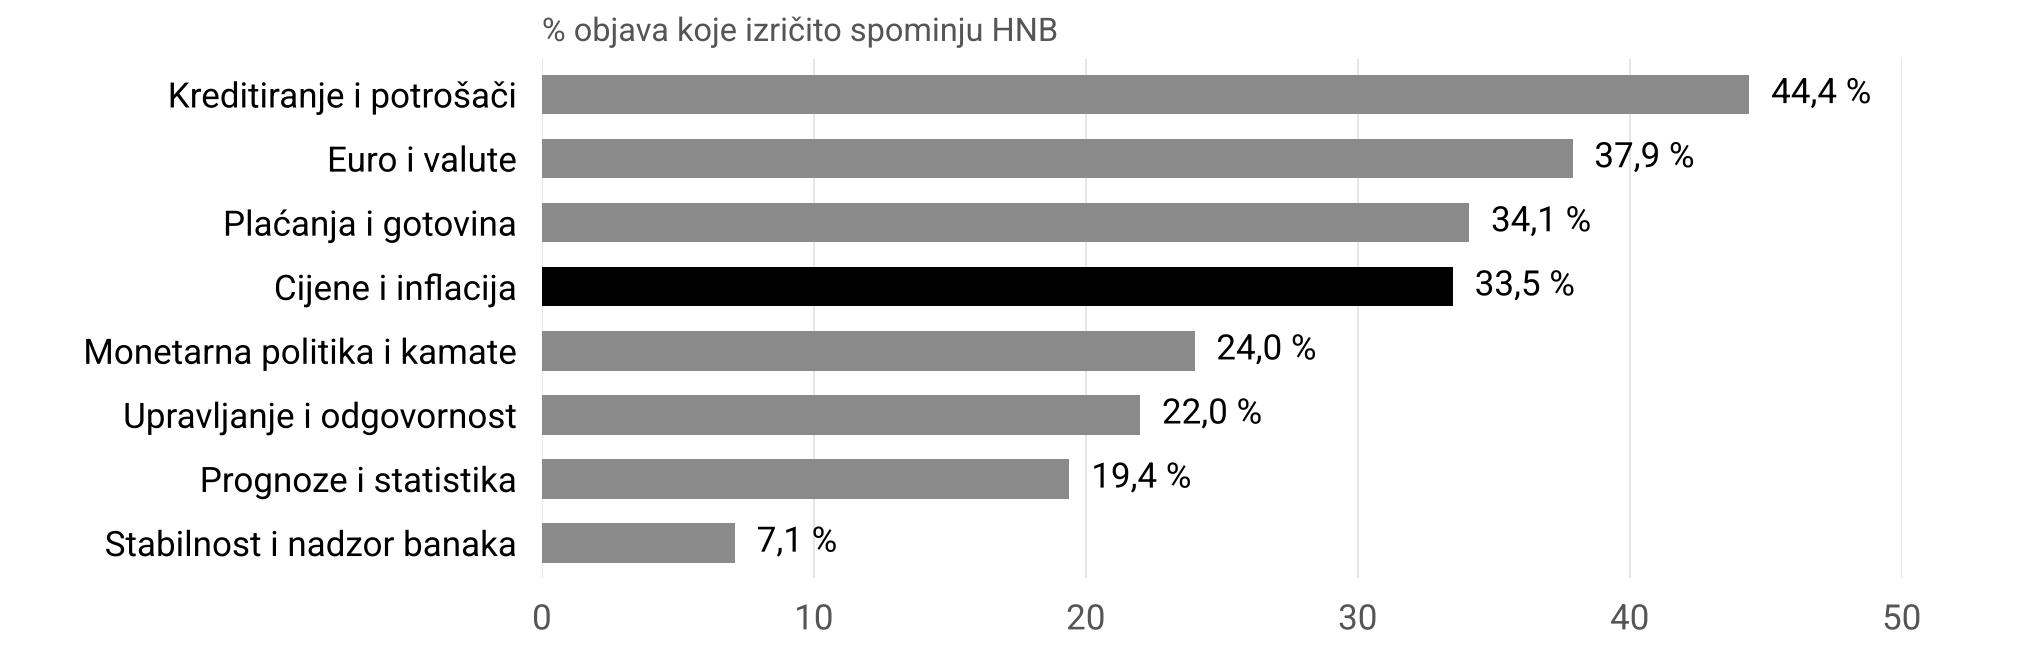 % objava koje izričito spominju HNB
Kreditiranje i potrošači 44,4 %
Euro i valute 37,9 %
Plaćanja i gotovina 34,1 %
Cijene i inflacija 33,5 %
Monetarna politika i kamate 24,0 %
Upravljanje i odgovornost 22,0 %
Prognoze i statistika 19,4 %
Stabilnost i nadzor banaka 7,1 %
0 10 20 30 40 50